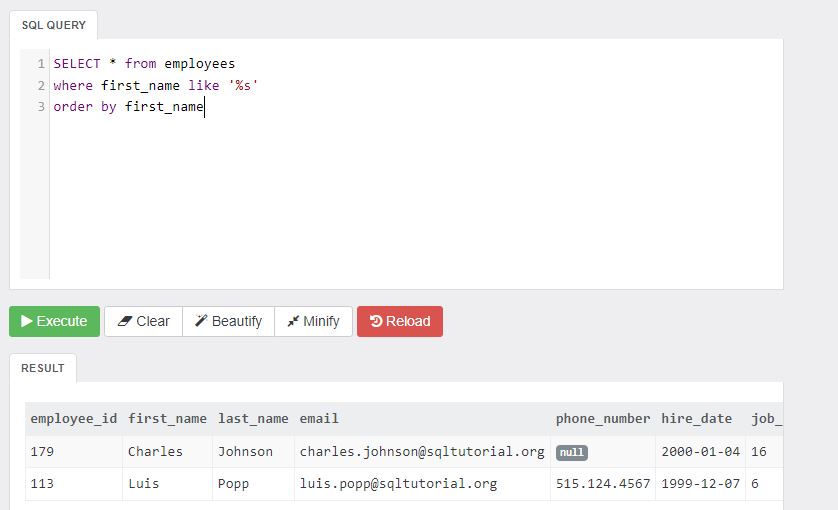 SQL QUERY
1 SELECT * from employees
2 where first_name like '%s'
3 order by first_name
Execute Clear Beautify Minify Reload
RESULT
employee_id first_name last_name email phone_number hire_date job_
179 Charles Johnson charles.johnson@sqltutorial.org null 2000-01-04 16
113 Luis Popp luis.popp@sqltutorial.org 515.124.4567 1999-12-07 6